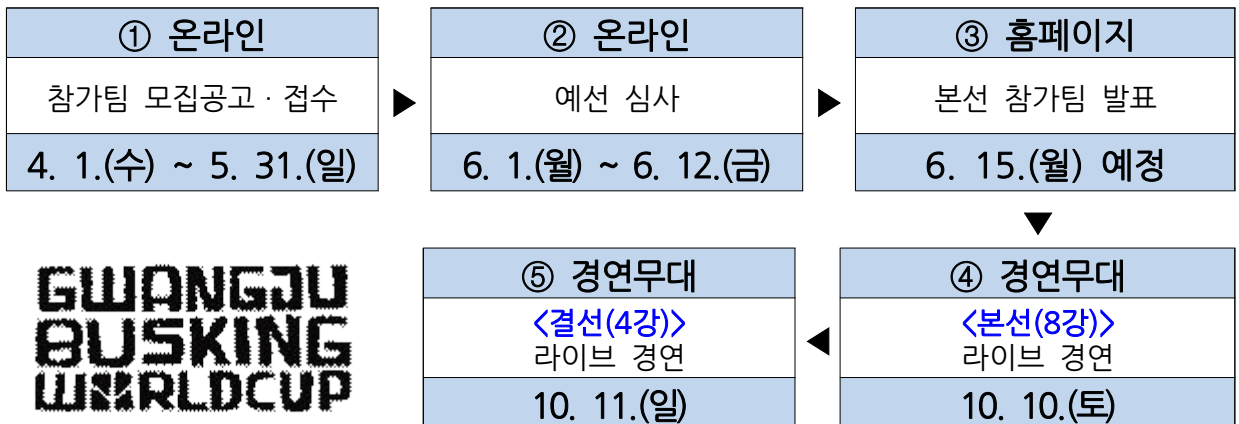 ① 온라인
참가팀 모집공고 · 접수
4. 1.(수) ~ 5. 31.(일)
② 온라인
예선 심사
6. 1.(월) ~ 6. 12.(금)
③ 홈페이지
본선 참가팀 발표
6. 15.(월) 예정
④ 경연무대
<본선(8강)>
라이브 경연
10. 10.(토)
⑤ 경연무대
<결선(4강)>
라이브 경연
10. 11.(일)
GWANGJU
BUSKING
WORLDCUP